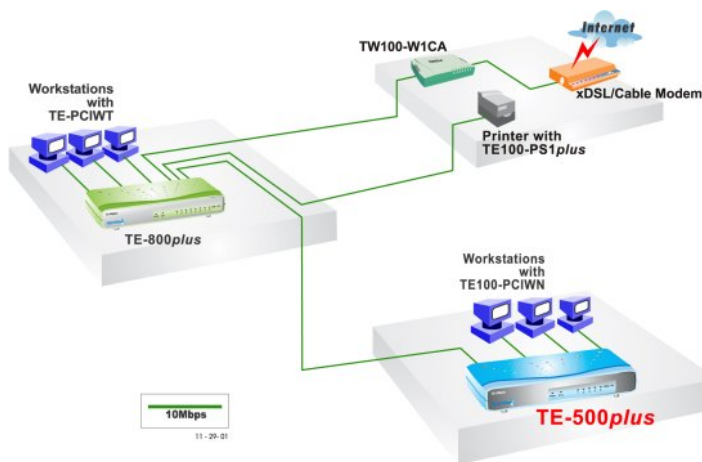 Internet
TW100-W1CA
xDSL/Cable Modem
Printer with
TE100-PS1plus
Workstations
with
TE-PCIWT
TE-800plus
Workstations
with
TE100-PCIWN
TE-500plus
10Mbps
11 - 29 - 01